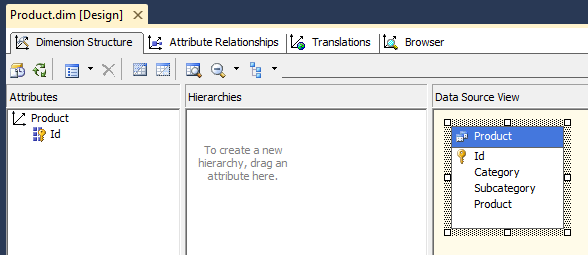 Product.dim [Design]
Dimension Structure
Attribute Relationships
Translations
Browser
Attributes
Hierarchies
Data Source View
Product
Id
To create a new
hierarchy, drag an
attribute here.
Product
Id
Category
Subcategory
Product